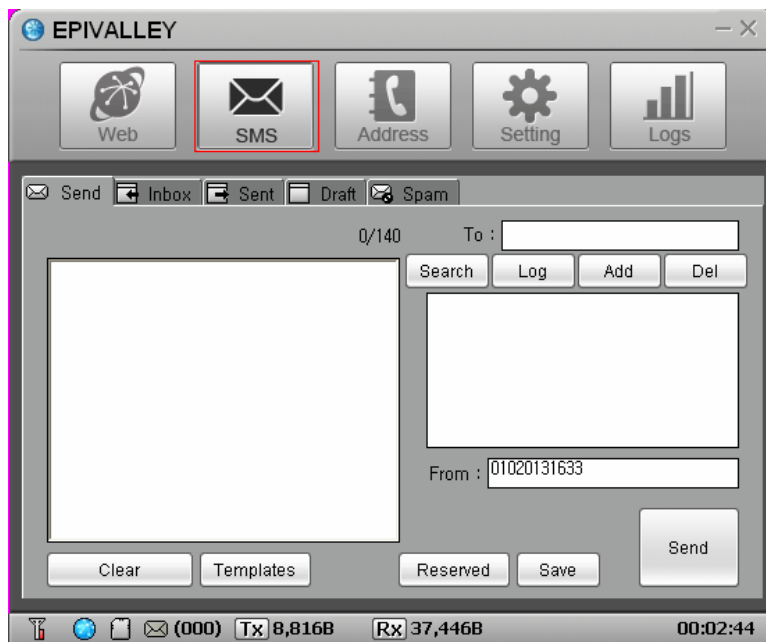 EPIVALLEY
Web SMS Address Setting Logs
Send Inbox Sent Draft Spam
0/140 To :
Search Log Add Del
From : 01020131633
Send
Clear Templates Reserved Save
(000) Tx 8,816B Rx 37,446B 00:02:44